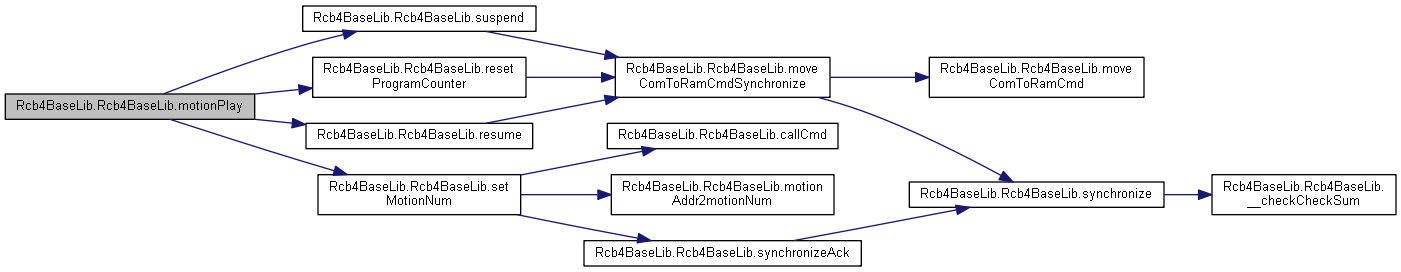 Rcb4BaseLib.Rcb4BaseLib.motionPlay
Rcb4BaseLib.Rcb4BaseLib.suspend
Rcb4BaseLib.Rcb4BaseLib.reset
ProgramCounter
Rcb4BaseLib.Rcb4BaseLib.resume
Rcb4BaseLib.Rcb4BaseLib.set
MotionNum
Rcb4BaseLib.Rcb4BaseLib.move
ComToRamCmdSynchronize
Rcb4BaseLib.Rcb4BaseLib.callCmd
Rcb4BaseLib.Rcb4BaseLib.motion
Addr2motionNum
Rcb4BaseLib.Rcb4BaseLib.synchronizeAck
Rcb4BaseLib.Rcb4BaseLib.move
ComToRamCmd
Rcb4BaseLib.Rcb4BaseLib.synchronize
Rcb4BaseLib.Rcb4BaseLib.
__checkCheckSum